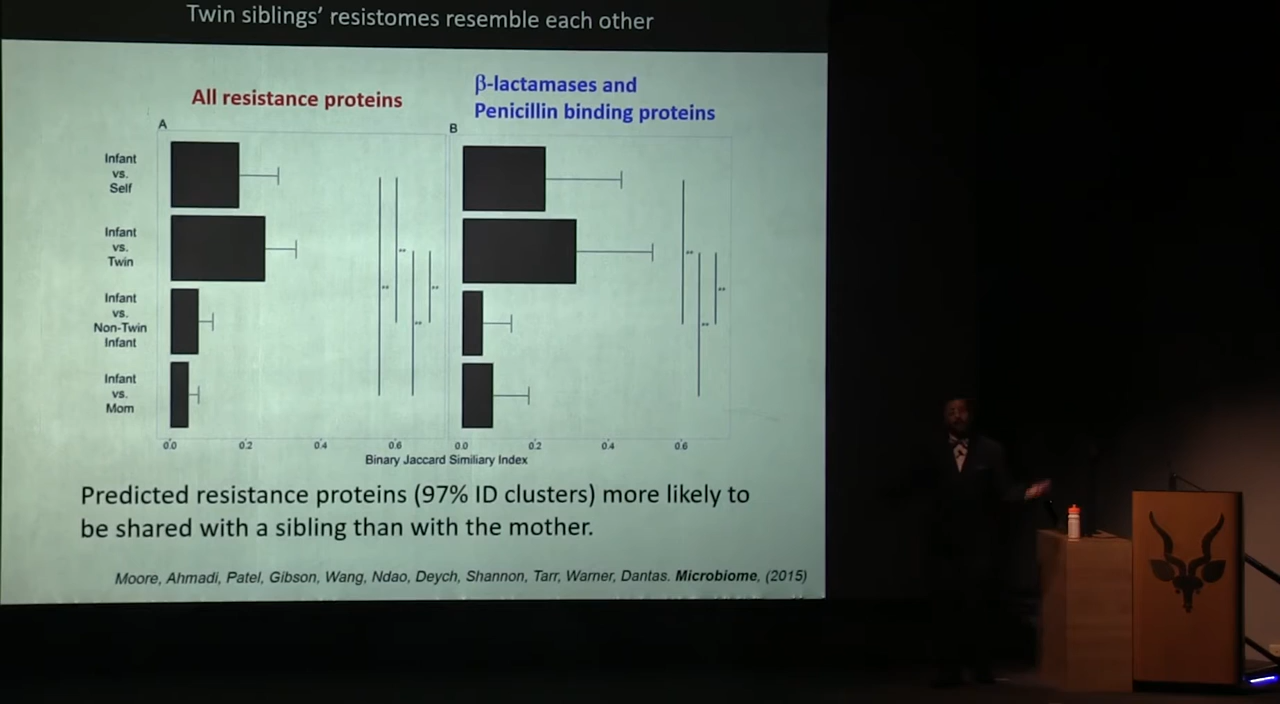 Twin siblings' resistomes resemble each other
All resistance proteins
β-lactamases and
Penicillin binding proteins
A
B
Infant
vs.
Self
Infant
vs.
Twin
Infant
vs.
Non-Twin
Infant
Infant
vs.
Mom
** ** ** **
** ** **
0.0 0.2 0.4 0.6
0.0 0.2 0.4 0.6
Binary Jaccard Similiary Index
Predicted resistance proteins (97% ID clusters) more likely to
be shared with a sibling than with the mother.
Moore, Ahmadi, Patel, Gibson, Wang, Ndao, Deych, Shannon, Tarr, Warner, Dantas. Microbiome, (2015)